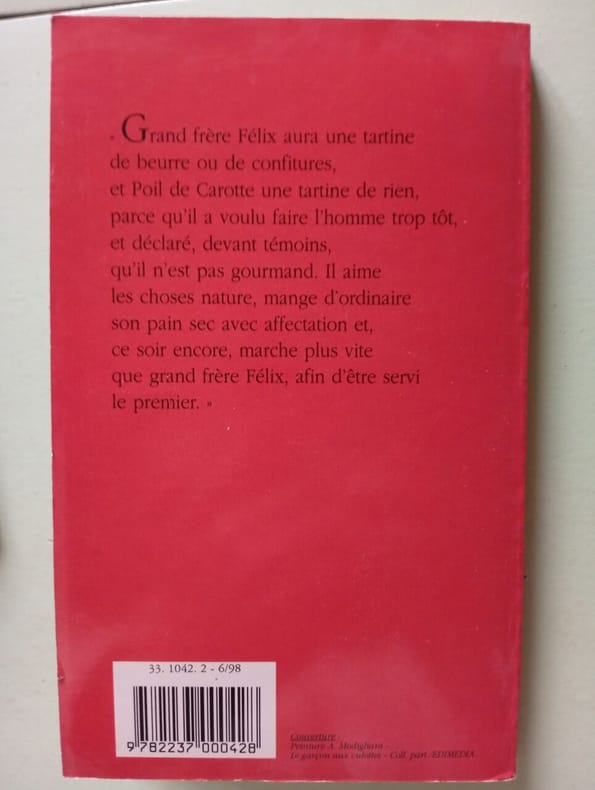 « Grand frère Félix aura une tartine
de beurre ou de confitures,
et Poil de Carotte une tartine de rien,
parce qu'il a voulu faire l'homme trop tôt,
et déclaré, devant témoins,
qu'il n'est pas gourmand. Il aime
les choses nature, mange d'ordinaire
son pain sec avec affectation et,
ce soir encore, marche plus vite
que grand frère Félix, afin d'être servi
le premier. »
33. 1042. 2 - 6/98
9 782237 000428
Couverture :
Peinture A. Modigliani -
Le garçon aux culottes - Coll. part. /EDIMEDIA